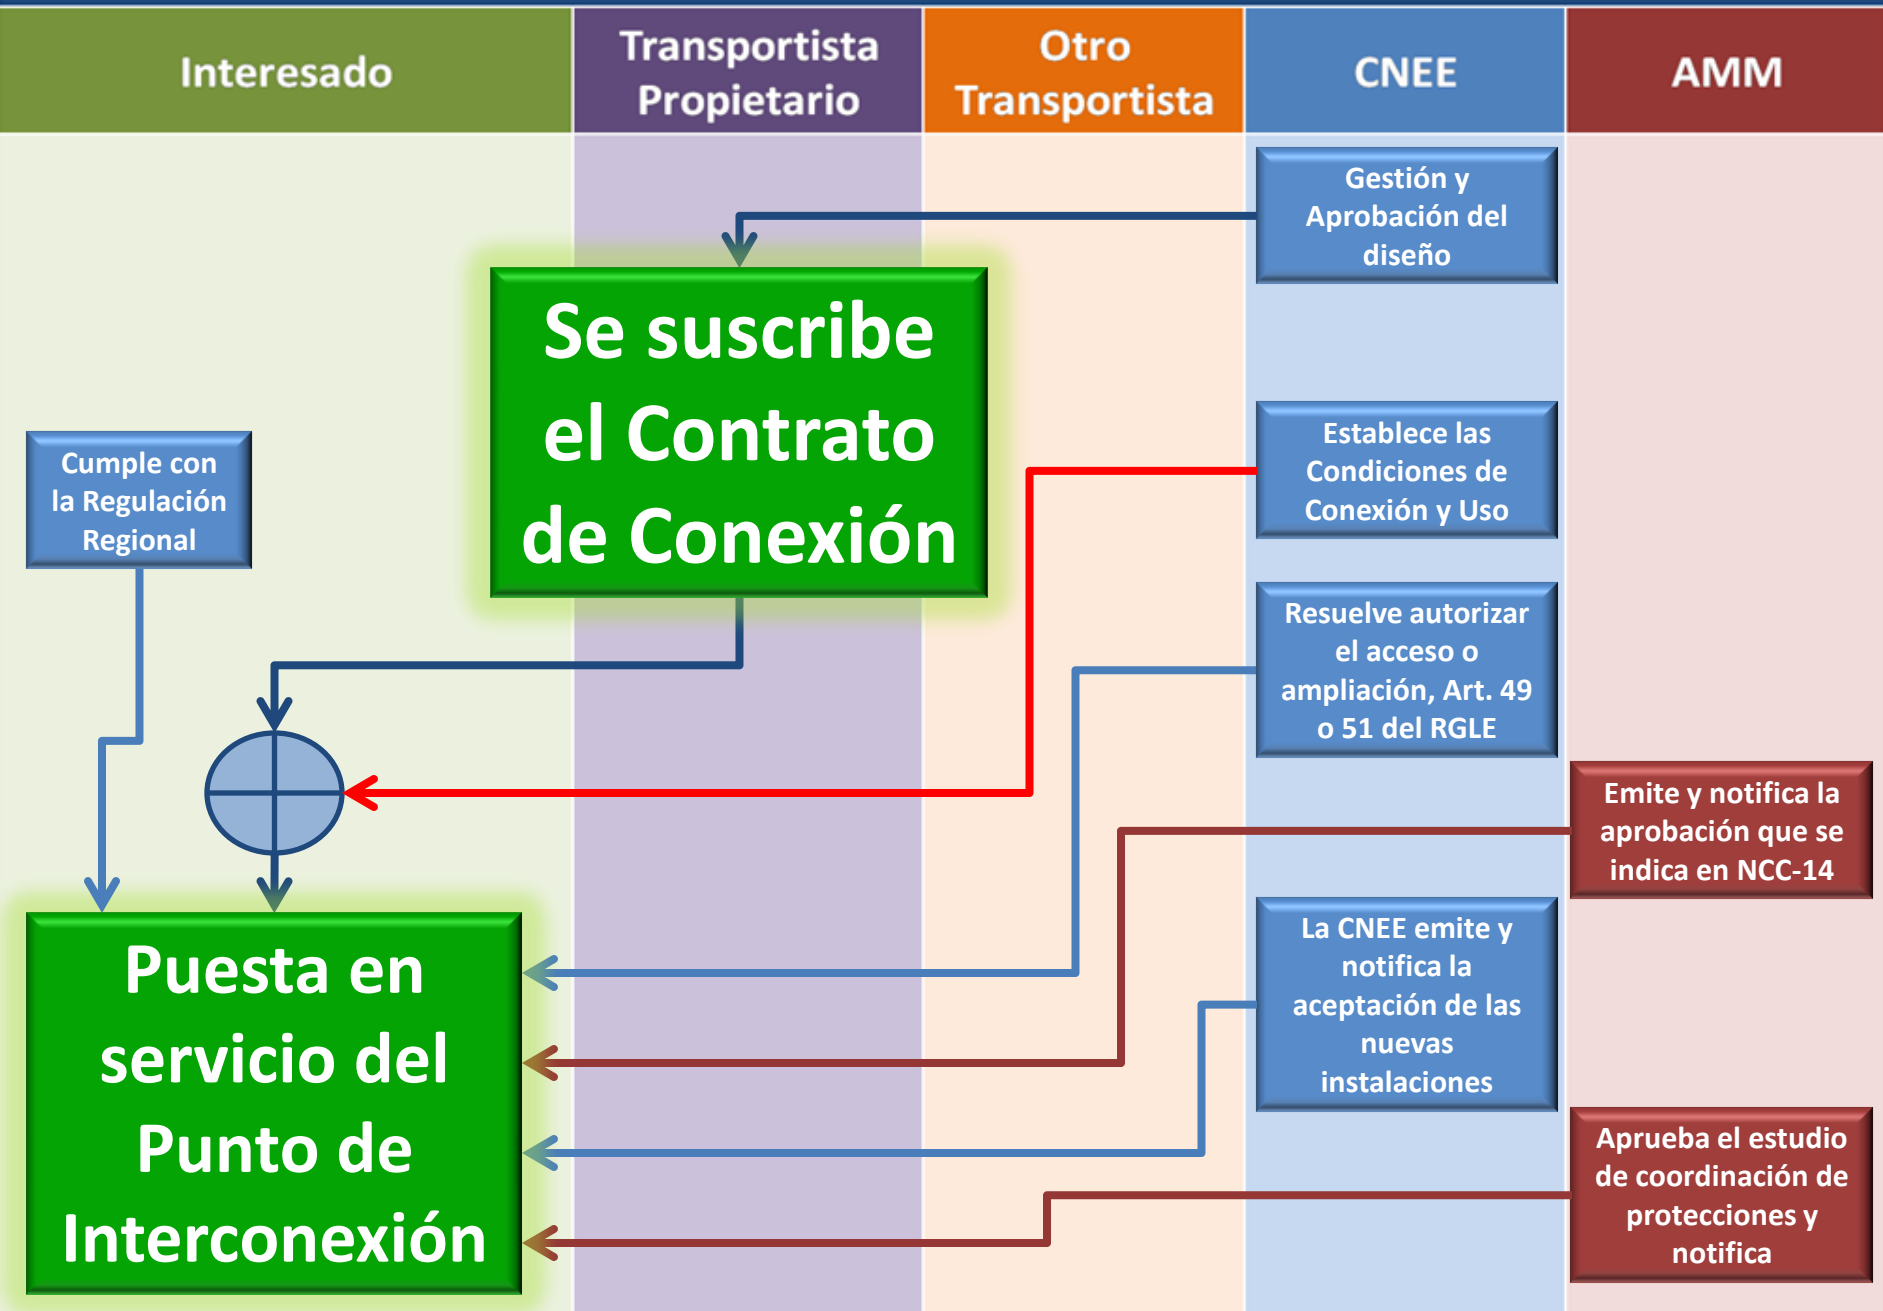 Interesado
Transportista
Propietario
Otro
Transportista
CNEE
AMM
Gestión y
Aprobación del
diseño
Se suscribe
el Contrato
de Conexión
Establece las
Condiciones de
Conexión y Uso
Cumple con
la Regulación
Regional
Resuelve autorizar
el acceso o
ampliación, Art. 49
o 51 del RGLE
Emite y notifica la
aprobación que se
indica en NCC-14
La CNEE emite y
notifica la
aceptación de las
nuevas
instalaciones
Puesta en
servicio del
Punto de
Interconexión
Aprueba el estudio
de coordinación de
protecciones y
notifica